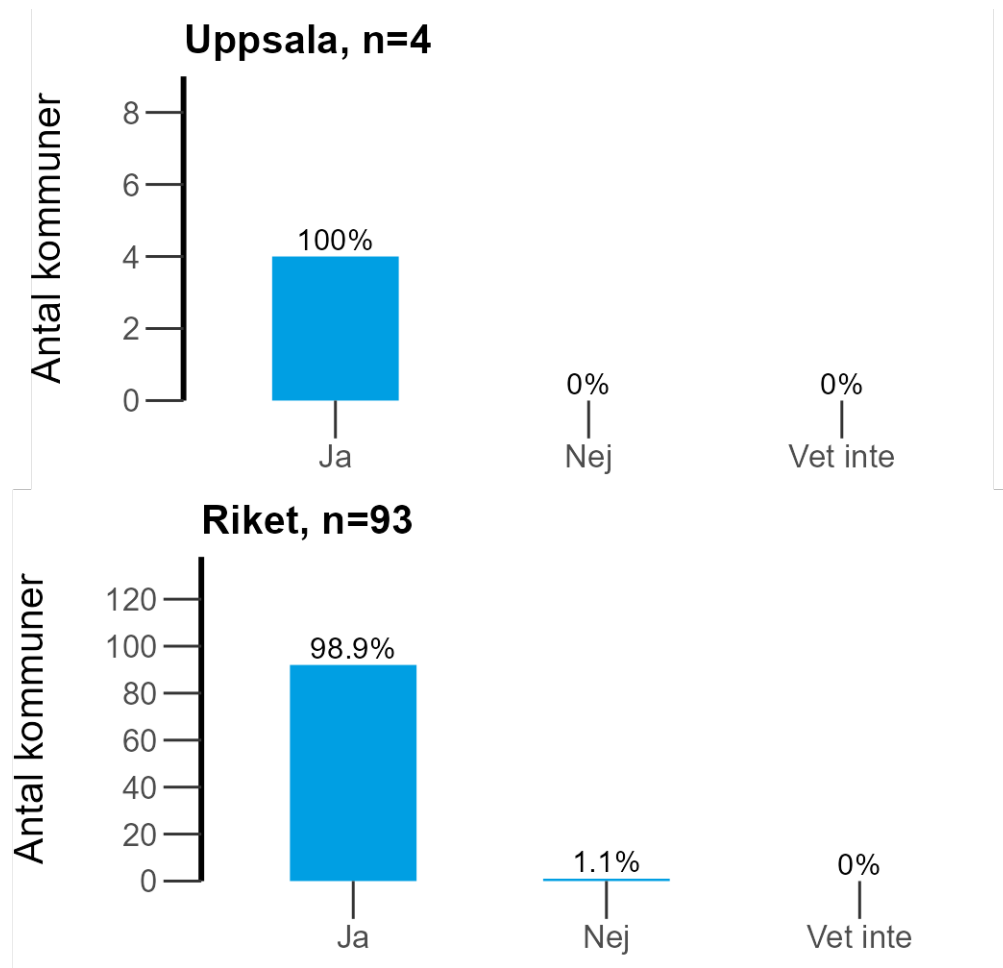 Uppsala, n=4
Antal kommuner
8
6
4
2
0
100%
0%
0%
Ja
Nej
Vet inte
Riket, n=93
Antal kommuner
120
100
80
60
40
20
0
98.9%
1.1%
0%
Ja
Nej
Vet inte